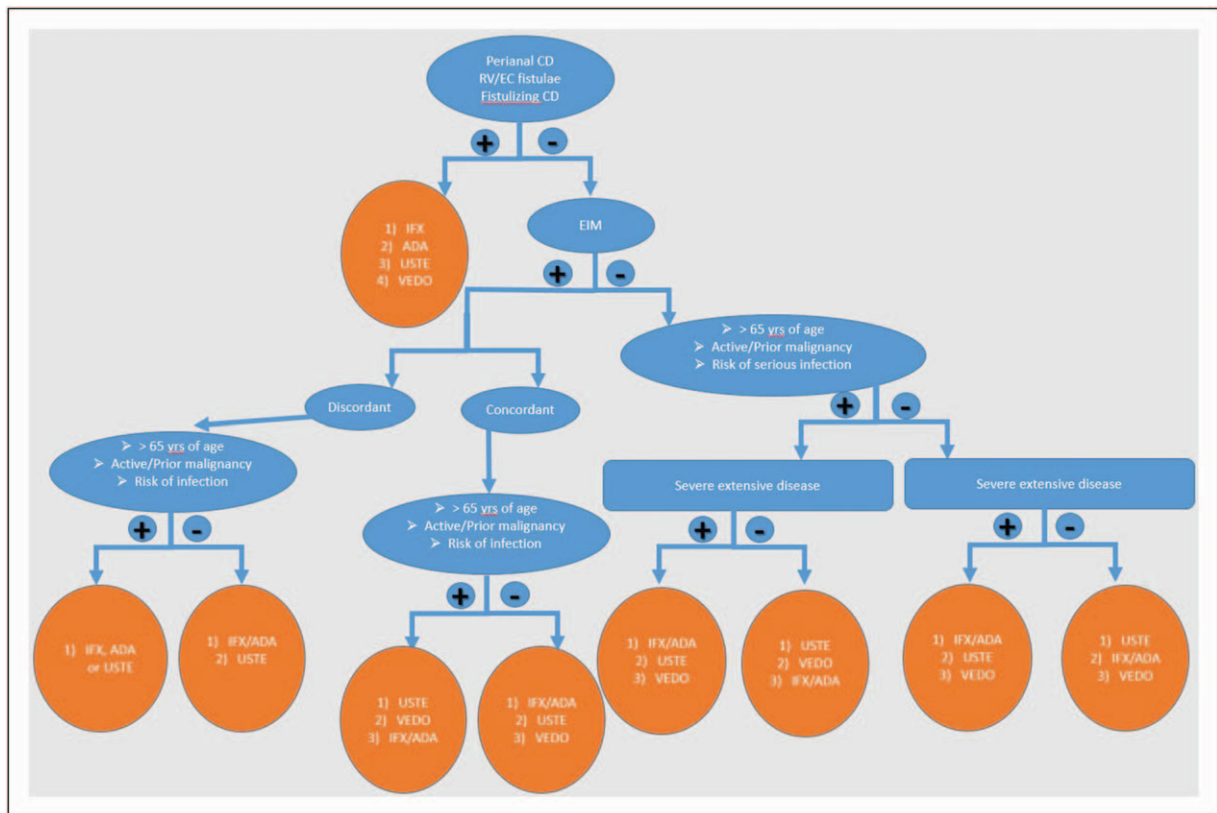 Perianal CD
RV/EC fistulae
Fistulizing CD
+
-
1) IFX
2) ADA
3) USTE
4) VEDO
EIM
+
-
➢ > 65 yrs of age
➢ Active/Prior malignancy
➢ Risk of serious infection
+
-
Discordant
Concordant
➢ > 65 yrs of age
➢ Active/Prior malignancy
➢ Risk of infection
+
-
➢ > 65 yrs of age
➢ Active/Prior malignancy
➢ Risk of infection
+
-
Severe extensive disease
+
-
Severe extensive disease
+
-
1) IFX, ADA
or USTE
1) IFX/ADA
2) USTE
1) USTE
2) VEDO
3) IFX/ADA
1) IFX/ADA
2) USTE
3) VEDO
1) IFX/ADA
2) USTE
3) VEDO
1) USTE
2) VEDO
3) IFX/ADA
1) IFX/ADA
2) USTE
3) VEDO
1) USTE
2) IFX/ADA
3) VEDO